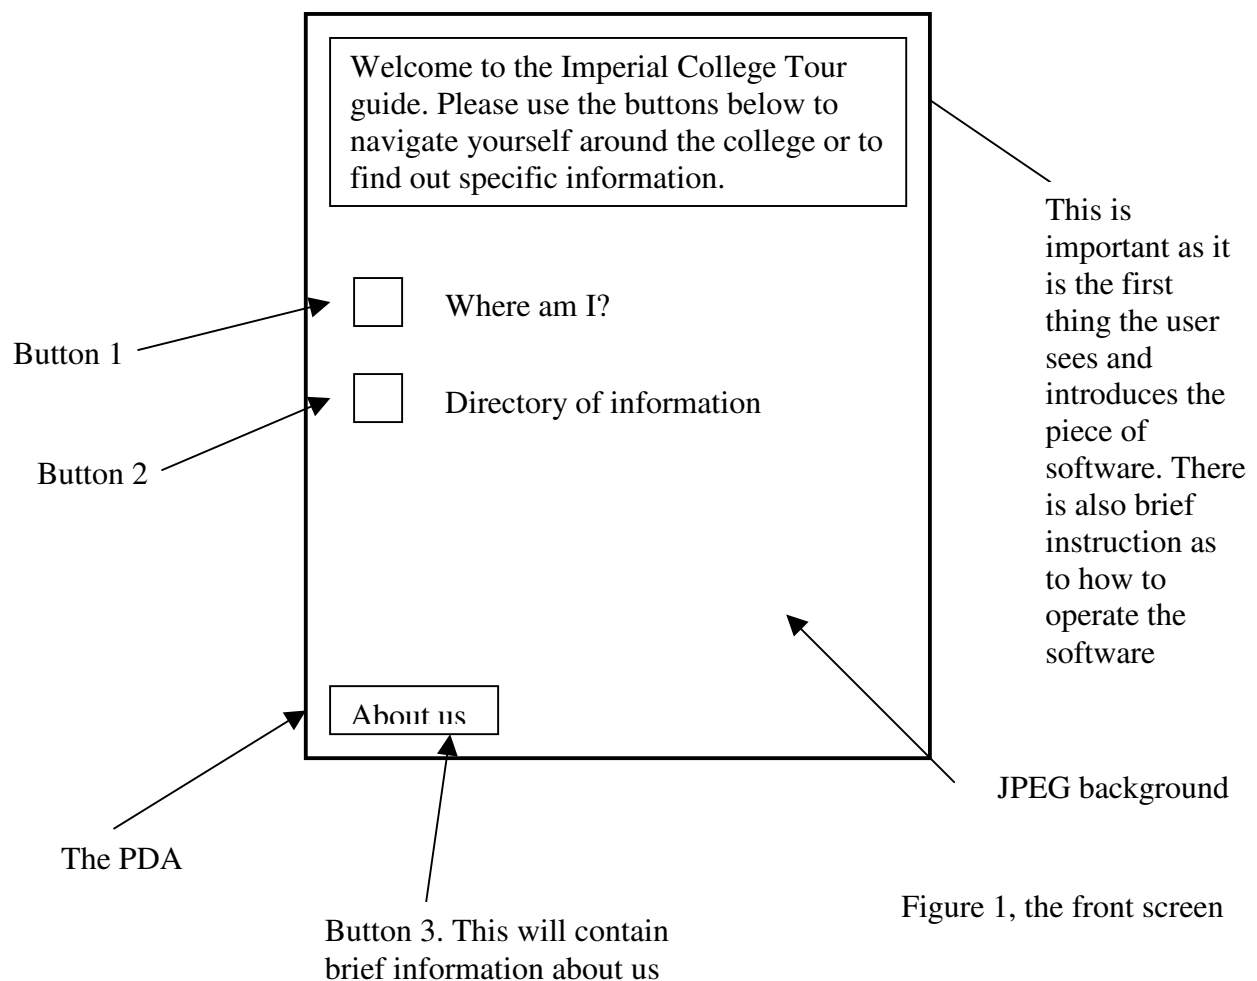 Welcome to the Imperial College Tour
guide. Please use the buttons below to
navigate yourself around the college or to
find out specific information.
This is
important as it
is the first
thing the user
sees and
introduces the
piece of
software. There
is also brief
instruction as
to how to
operate the
software
Where am I?
Button 1
Directory of information
Button 2
About us
JPEG background
The PDA
Figure 1, the front screen
Button 3. This will contain
brief information about us